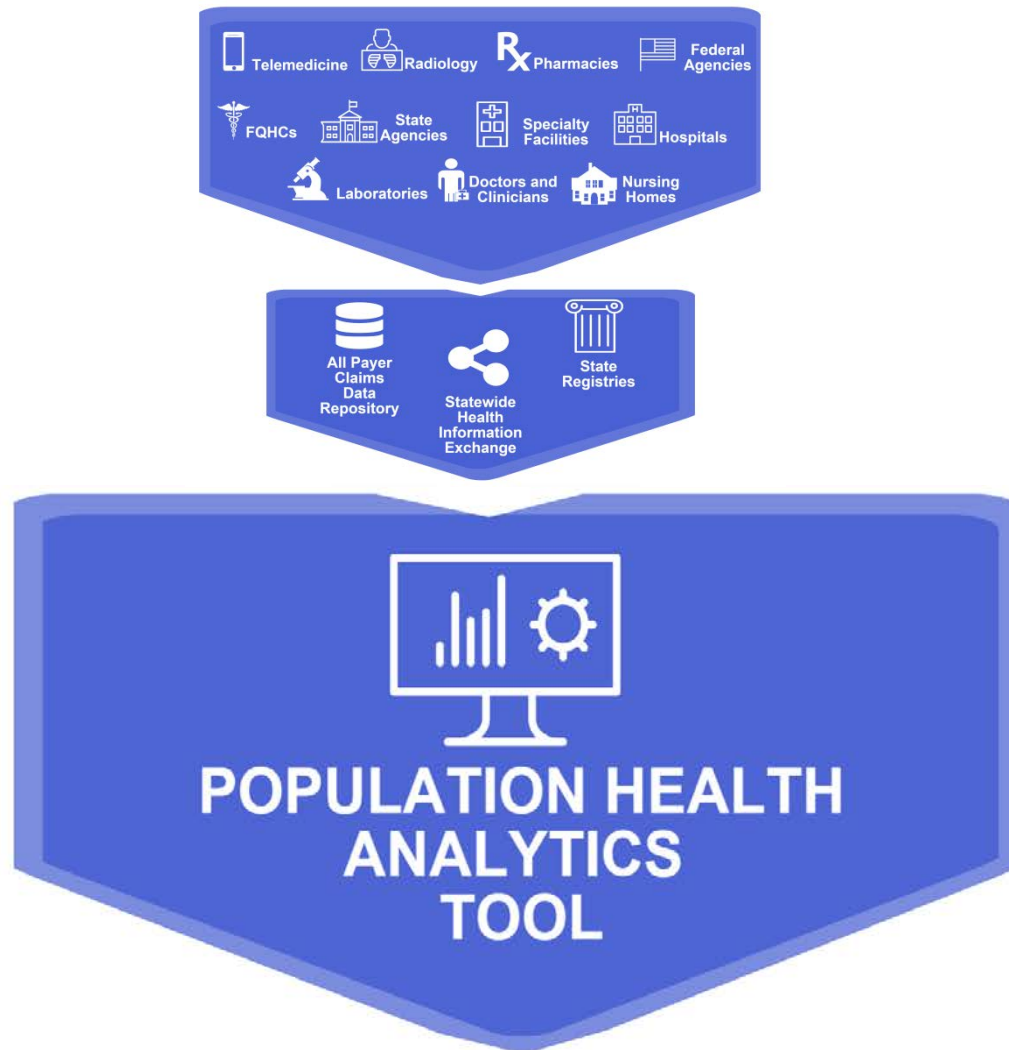 Telemedicine
Radiology
Rx Pharmacies
Federal
Agencies
FQHCs
State
Agencies
Specialty
Facilities
Hospitals
Laboratories
Doctors and
Clinicians
Nursing
Homes
All Payer
Claims
Data
Repository
Statewide
Health
Information
Exchange
State
Registries
POPULATION HEALTH
ANALYTICS
TOOL